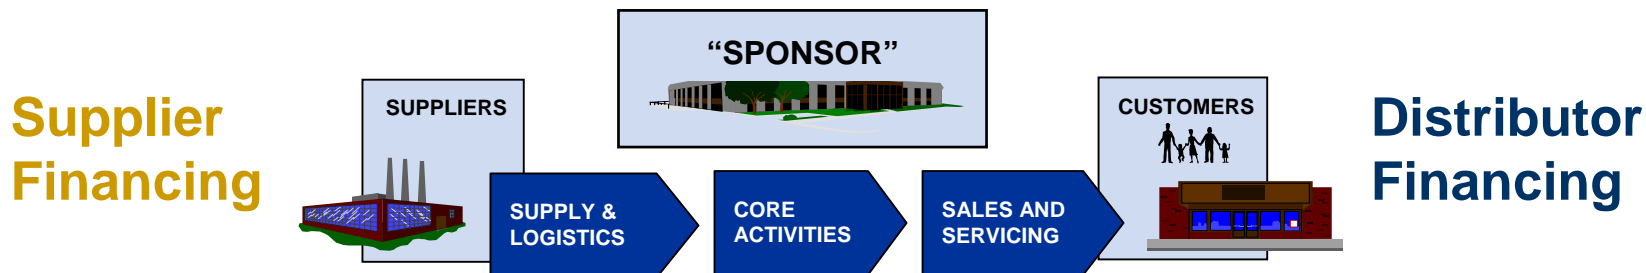 Supplier
Financing
SUPPLIERS
“SPONSOR”
CUSTOMERS
SUPPLY &
LOGISTICS
CORE
ACTIVITIES
SALES AND
SERVICING
Distributor
Financing